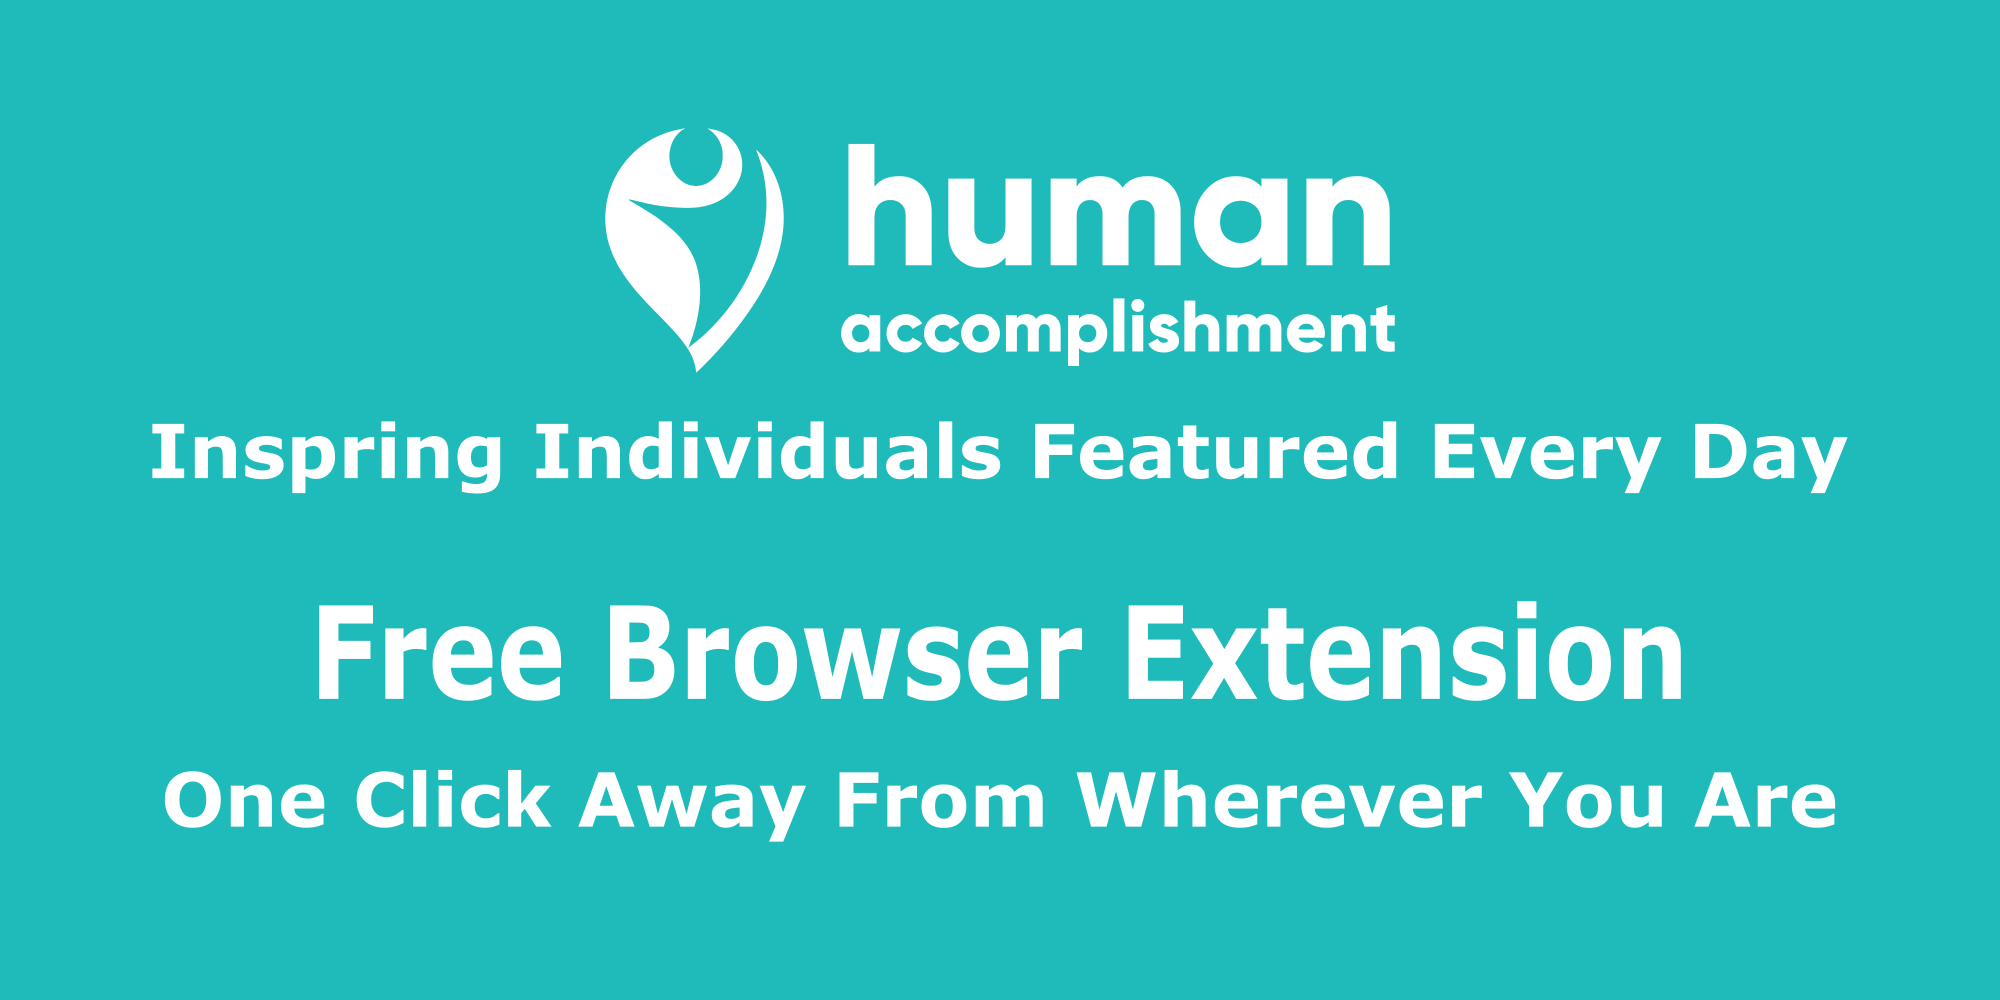 human
accomplishment
Inspring Individuals Featured Every Day
Free Browser Extension
One Click Away From Wherever You Are